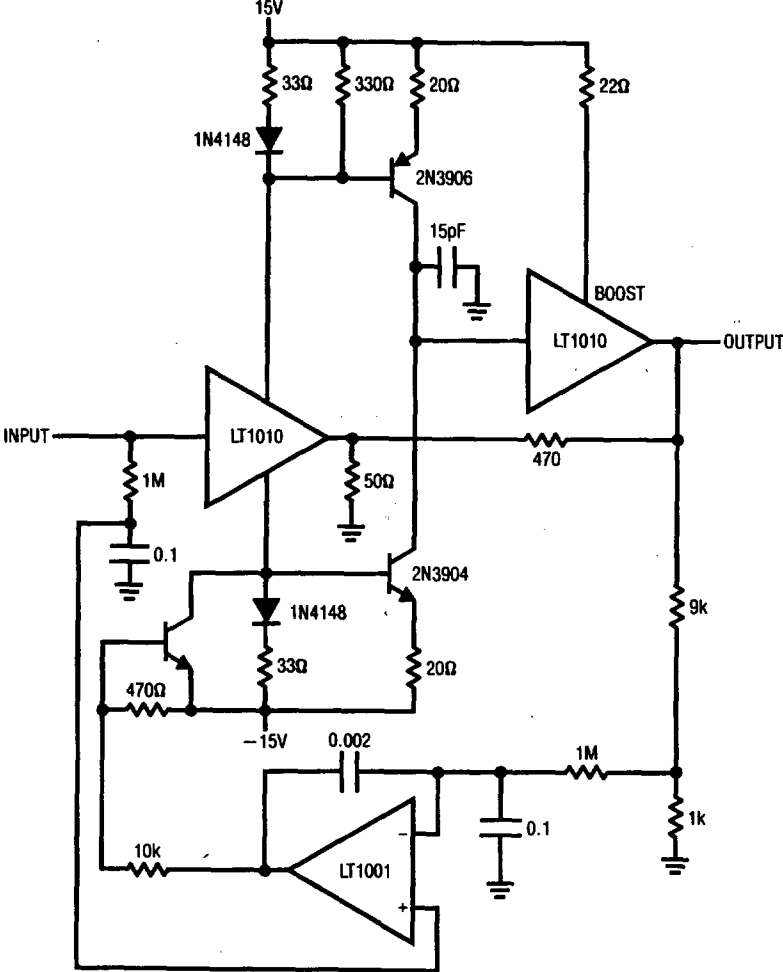 15V
33Ω
330Ω
20Ω
22Ω
1N4148
2N3906
15pF
BOOST
LT1010
OUTPUT
INPUT
LT1010
470
1M
50Ω
0.1
2N3904
1N4148
9k
33Ω
20Ω
470Ω
−15V
0.002
1M
1k
0.1
10k
−
LT1001
+